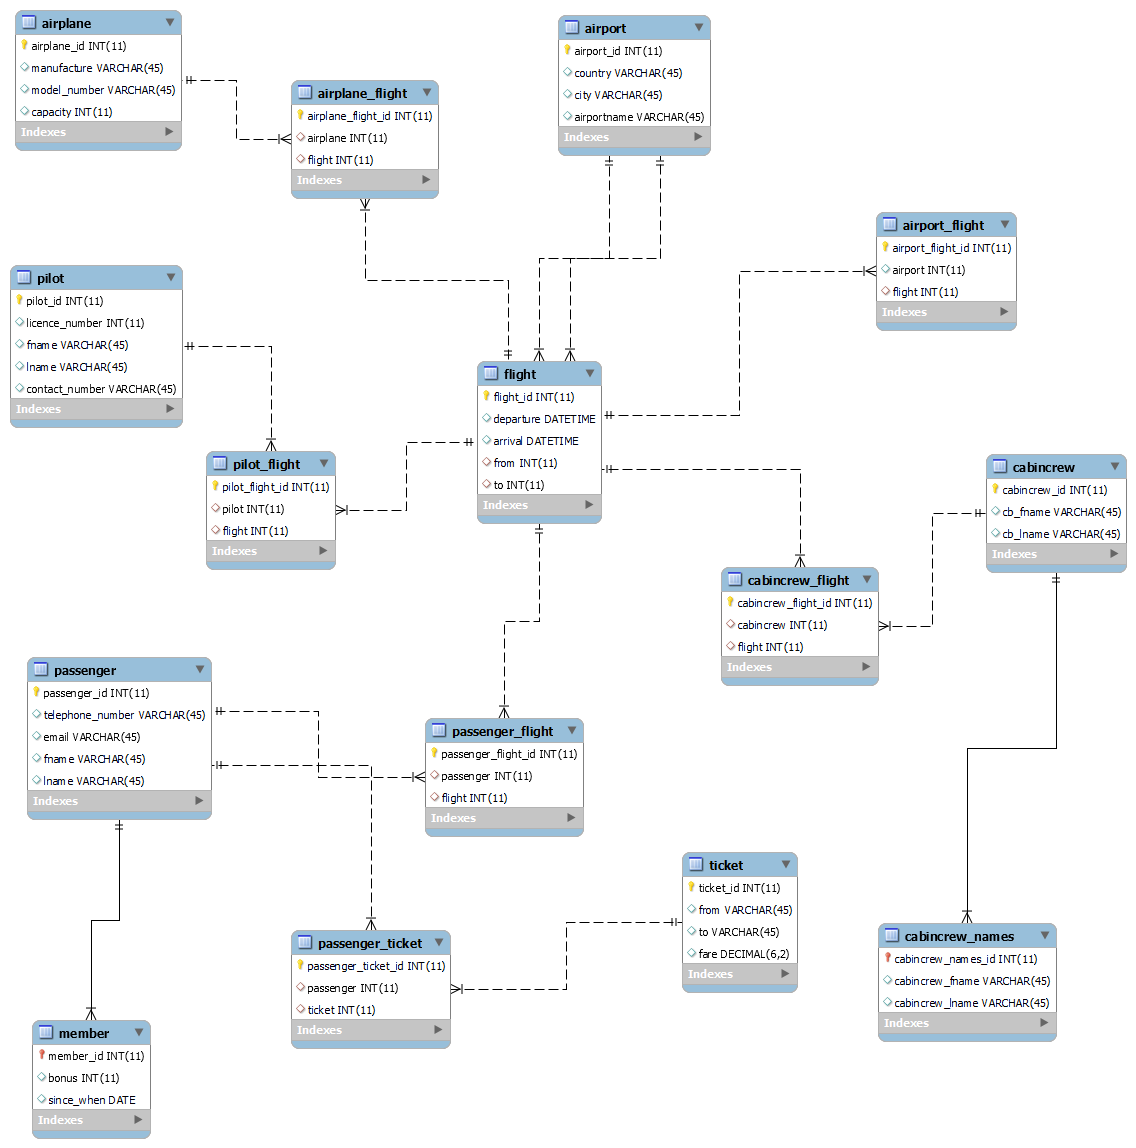 airplane
airplane_id INT(11)
manufacture VARCHAR(45)
model_number VARCHAR(45)
capacity INT(11)
Indexes
airplane_flight
airplane_flight_id INT(11)
airplane INT(11)
flight INT(11)
Indexes
airport
airport_id INT(11)
country VARCHAR(45)
city VARCHAR(45)
airportname VARCHAR(45)
Indexes
airport_flight
airport_flight_id INT(11)
airport INT(11)
flight INT(11)
Indexes
pilot
pilot_id INT(11)
licence_number INT(11)
fname VARCHAR(45)
lname VARCHAR(45)
contact_number VARCHAR(45)
Indexes
flight
flight_id INT(11)
departure DATETIME
arrival DATETIME
from INT(11)
to INT(11)
Indexes
pilot_flight
pilot_flight_id INT(11)
pilot INT(11)
flight INT(11)
Indexes
cabincrew
cabincrew_id INT(11)
cb_fname VARCHAR(45)
cb_lname VARCHAR(45)
Indexes
cabincrew_flight
cabincrew_flight_id INT(11)
cabincrew INT(11)
flight INT(11)
Indexes
passenger
passenger_id INT(11)
telephone_number VARCHAR(45)
email VARCHAR(45)
fname VARCHAR(45)
lname VARCHAR(45)
Indexes
passenger_flight
passenger_flight_id INT(11)
passenger INT(11)
flight INT(11)
Indexes
ticket
ticket_id INT(11)
from VARCHAR(45)
to VARCHAR(45)
fare DECIMAL(6,2)
Indexes
passenger_ticket
passenger_ticket_id INT(11)
passenger INT(11)
ticket INT(11)
Indexes
cabincrew_names
cabincrew_names_id INT(11)
cabincrew_fname VARCHAR(45)
cabincrew_lname VARCHAR(45)
Indexes
member
member_id INT(11)
bonus INT(11)
since_when DATE
Indexes